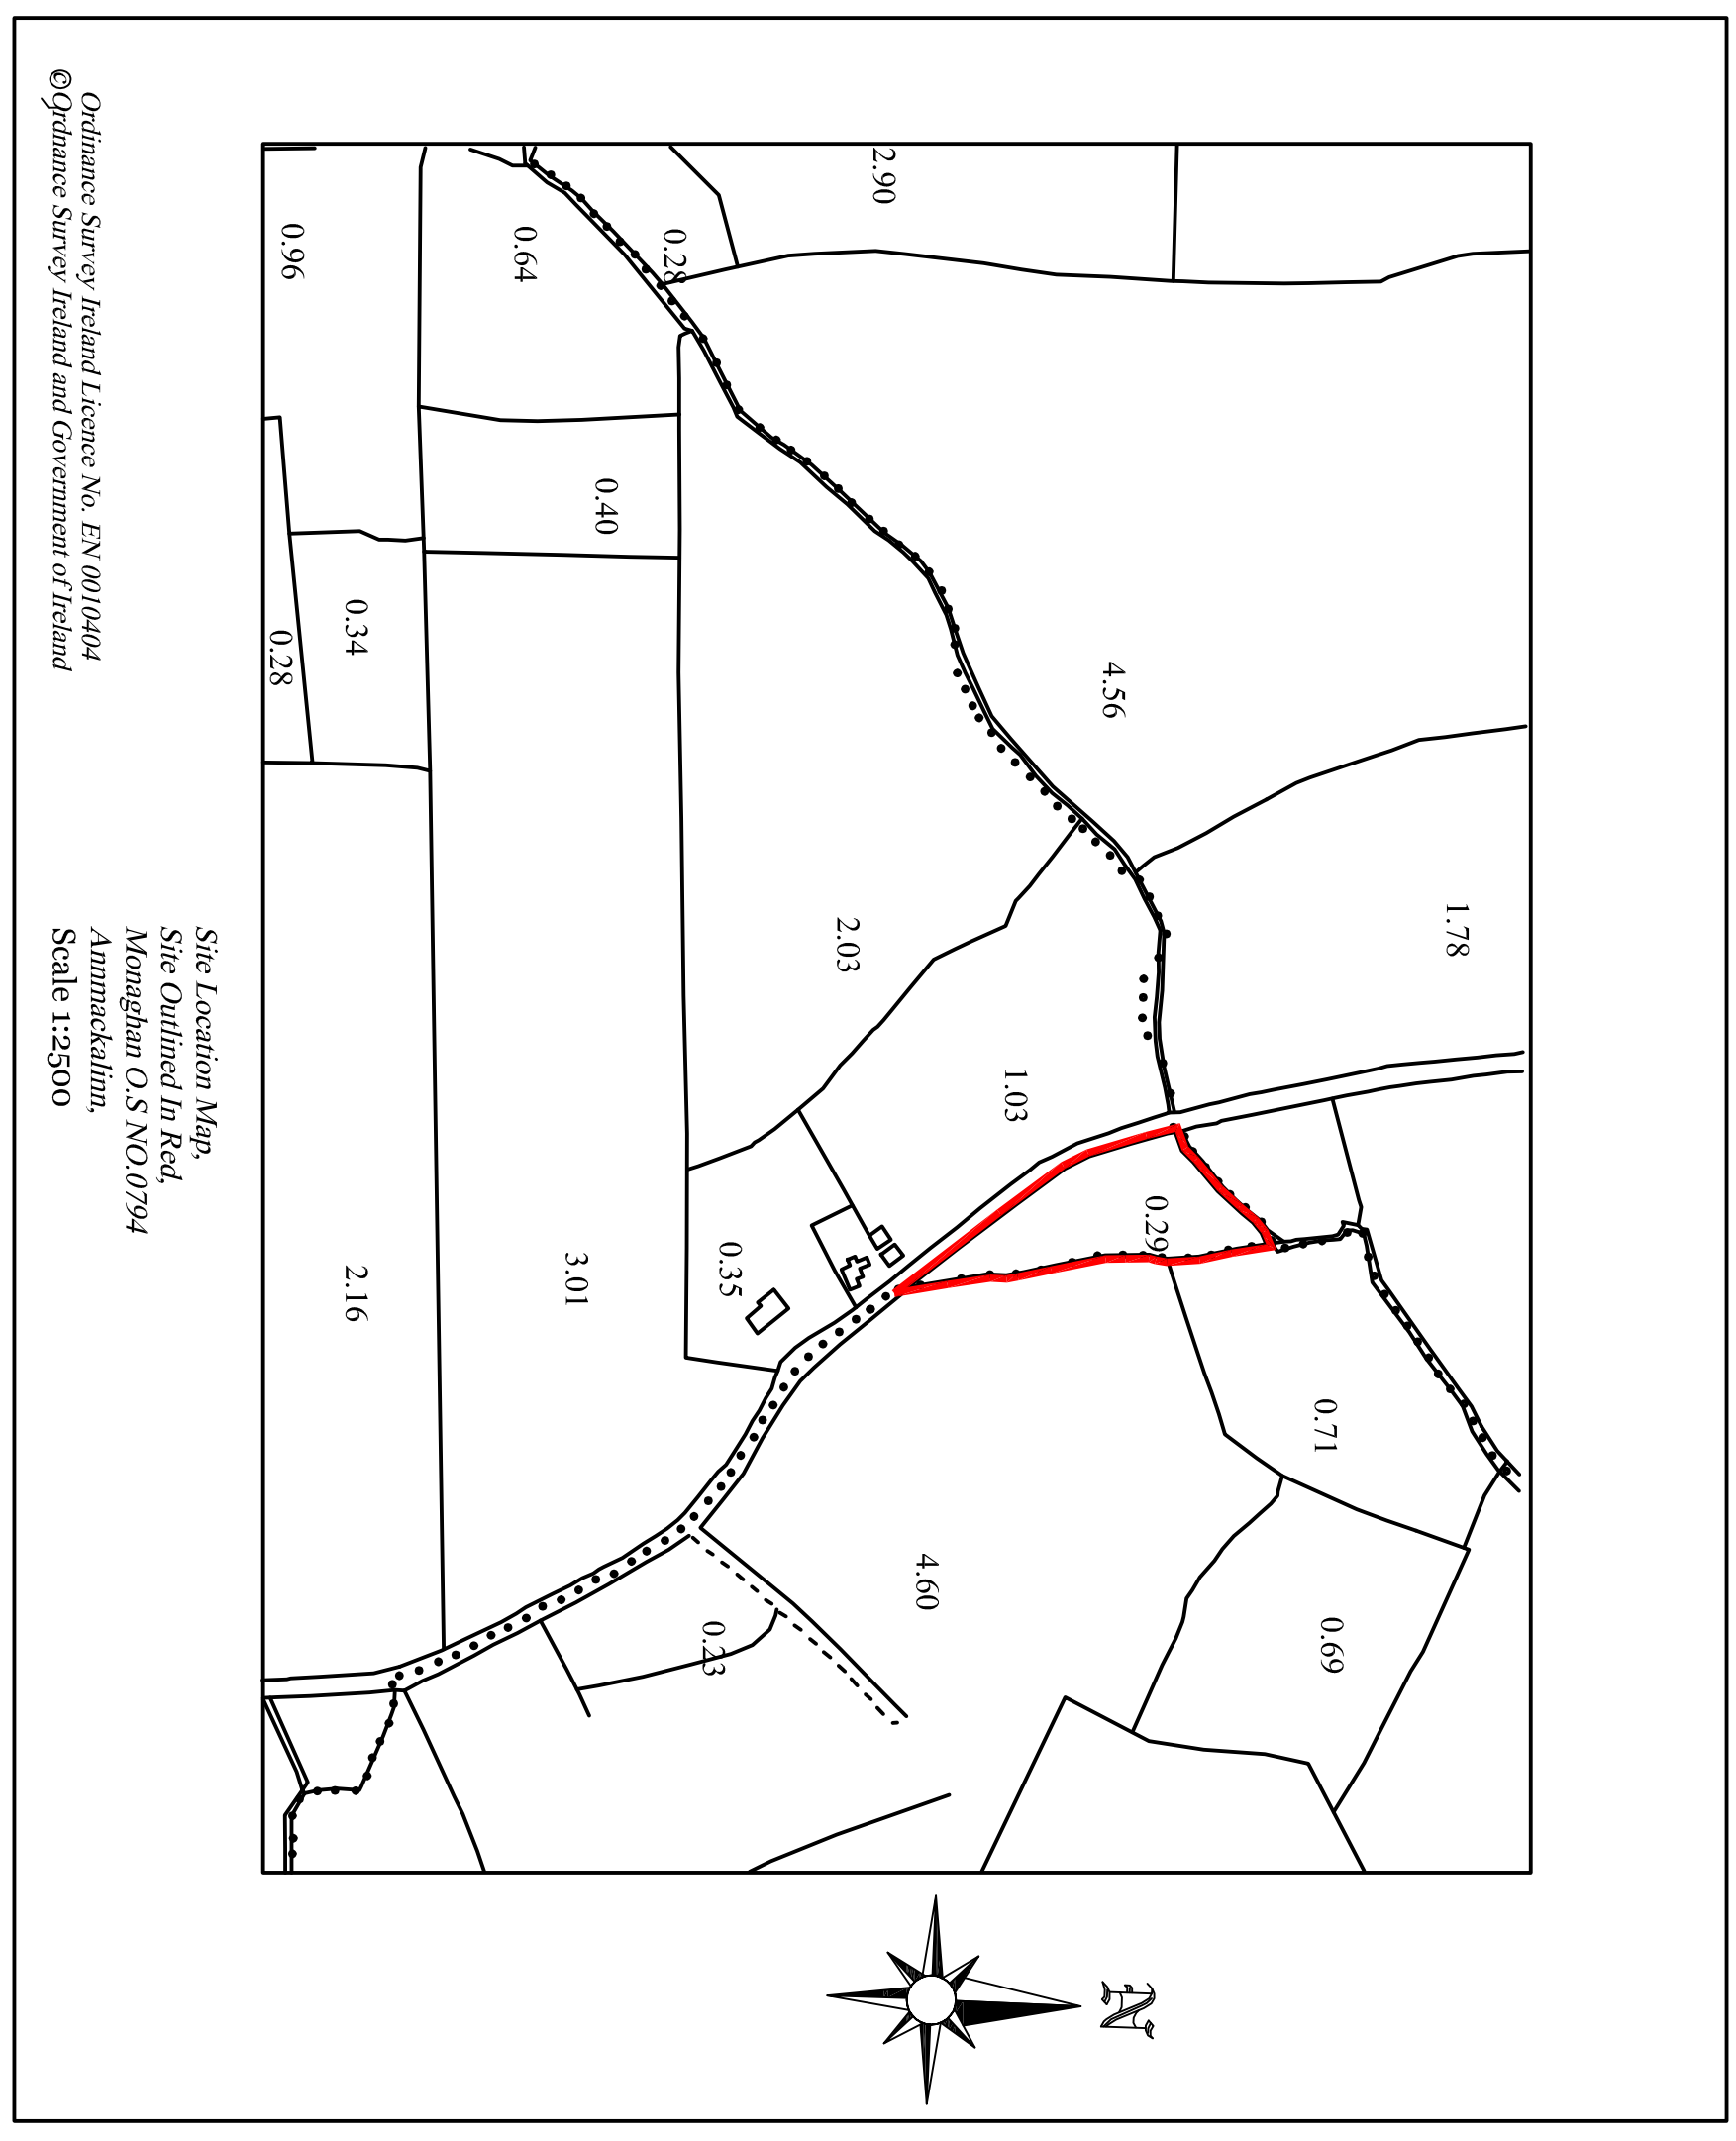 2.90
0.28
0.64
0.96
0.40
0.34
0.28
4.56
1.78
2.03
1.03
0.29
0.35
3.01
2.16
0.71
4.60
0.69
0.23
N
Site Location Map,
Site Outlined In Red,
Monaghan O.S NO.0794
Annmackalinn,
Scale 1:2500
Ordinance Survey Ireland Licence No. EN 0010404
©Ordnance Survey Ireland and Government of Ireland